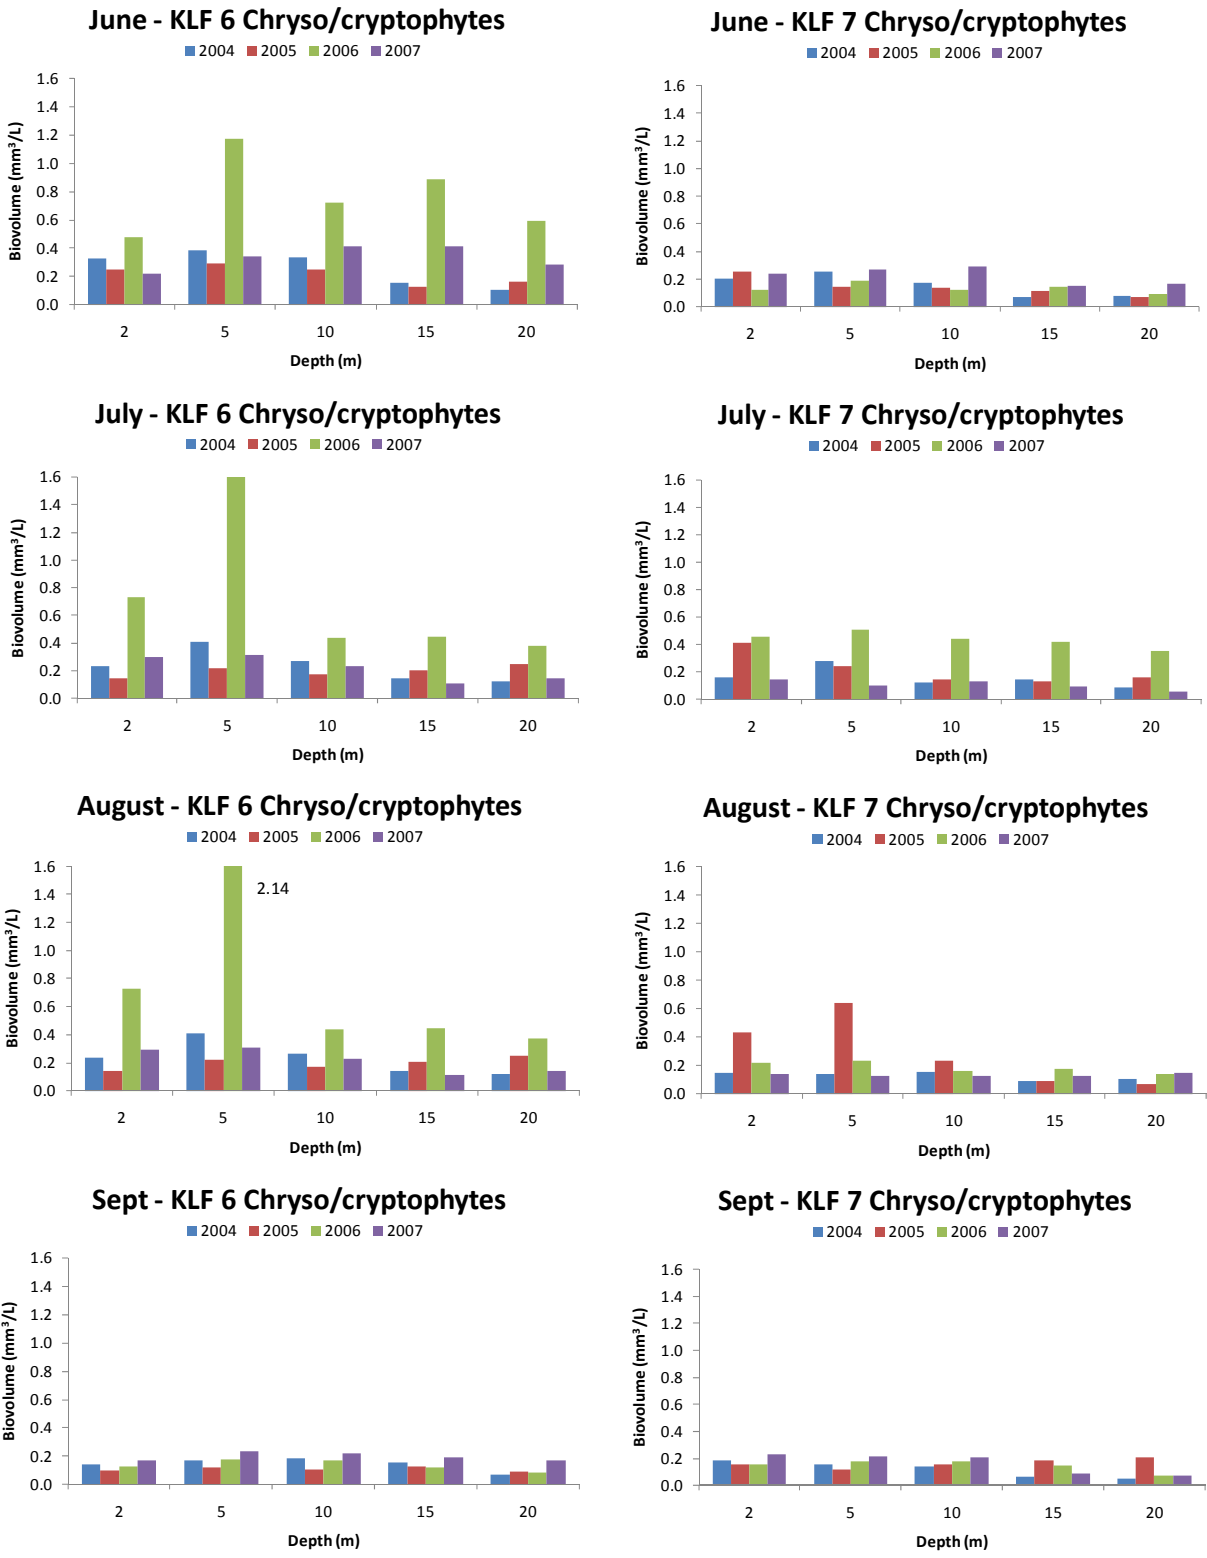 June - KLF 6 Chryso/cryptophytes
2004 2005 2006 2007
Biovolume (mm³/L)
1.6
1.4
1.2
1.0
0.8
0.6
0.4
0.2
0.0
2 5 10 15 20
Depth (m)
June - KLF 7 Chryso/cryptophytes
2004 2005 2006 2007
Biovolume (mm³/L)
1.6
1.4
1.2
1.0
0.8
0.6
0.4
0.2
0.0
2 5 10 15 20
Depth (m)
July - KLF 6 Chryso/cryptophytes
2004 2005 2006 2007
Biovolume (mm³/L)
1.6
1.4
1.2
1.0
0.8
0.6
0.4
0.2
0.0
2 5 10 15 20
Depth (m)
July - KLF 7 Chryso/cryptophytes
2004 2005 2006 2007
Biovolume (mm³/L)
1.6
1.4
1.2
1.0
0.8
0.6
0.4
0.2
0.0
2 5 10 15 20
Depth (m)
August - KLF 6 Chryso/cryptophytes
2004 2005 2006 2007
Biovolume (mm³/L)
1.6
1.4
1.2
1.0
0.8
0.6
0.4
0.2
0.0
2.14
2 5 10 15 20
Depth (m)
August - KLF 7 Chryso/cryptophytes
2004 2005 2006 2007
Biovolume (mm³/L)
1.6
1.4
1.2
1.0
0.8
0.6
0.4
0.2
0.0
2 5 10 15 20
Depth (m)
Sept - KLF 6 Chryso/cryptophytes
2004 2005 2006 2007
Biovolume (mm³/L)
1.6
1.4
1.2
1.0
0.8
0.6
0.4
0.2
0.0
2 5 10 15 20
Depth (m)
Sept - KLF 7 Chryso/cryptophytes
2004 2005 2006 2007
Biovolume (mm³/L)
1.6
1.4
1.2
1.0
0.8
0.6
0.4
0.2
0.0
2 5 10 15 20
Depth (m)